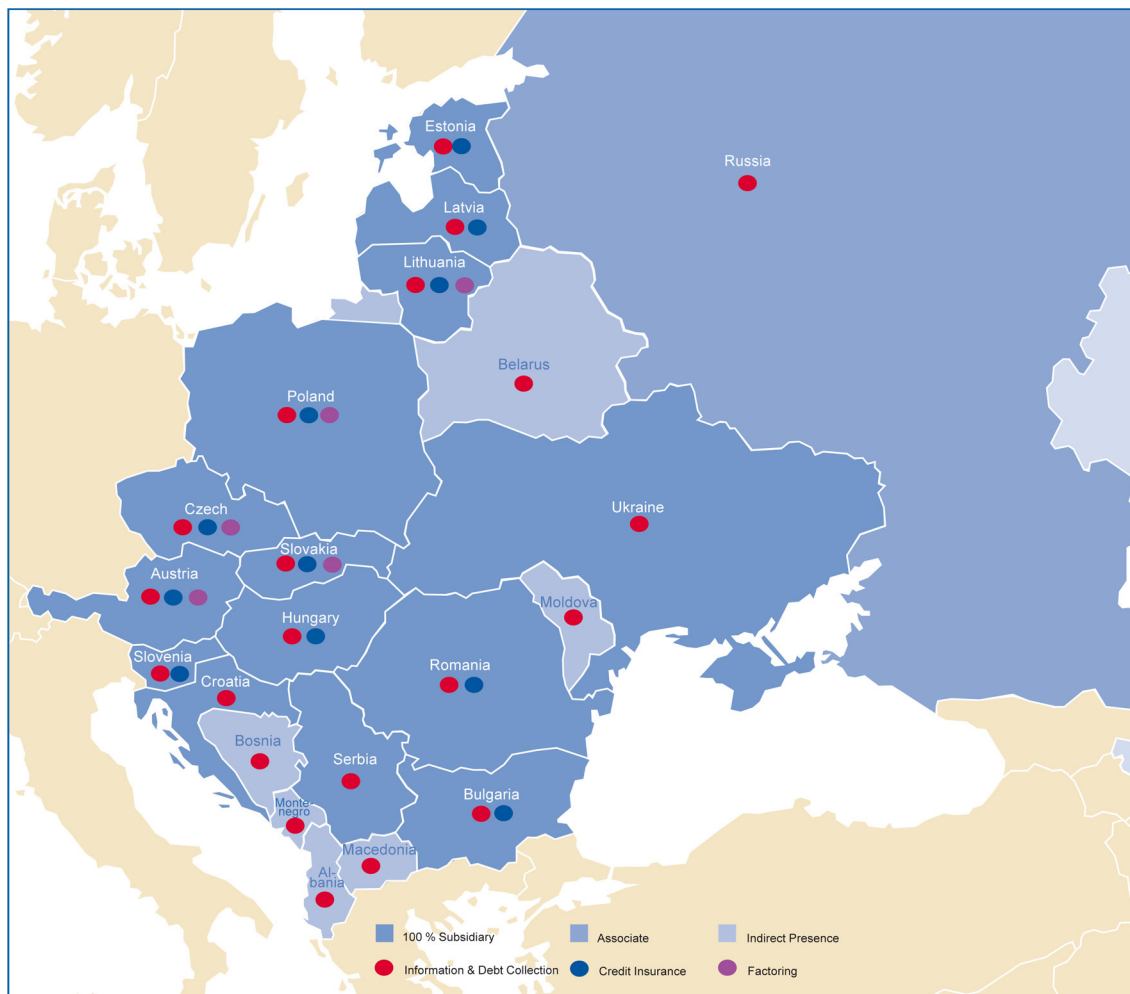 Estonia
Russia
Latvia
Lithuania
Belarus
Poland
Czech
Ukraine
Slovakia
Austria
Moldova
Hungary
Slovenia
Romania
Croatia
Bosnia
Serbia
Bulgaria
Monte-
negro
Macedonia
Al-
bania
100 % Subsidiary
Associate
Indirect Presence
Information & Debt Collection
Credit Insurance
Factoring